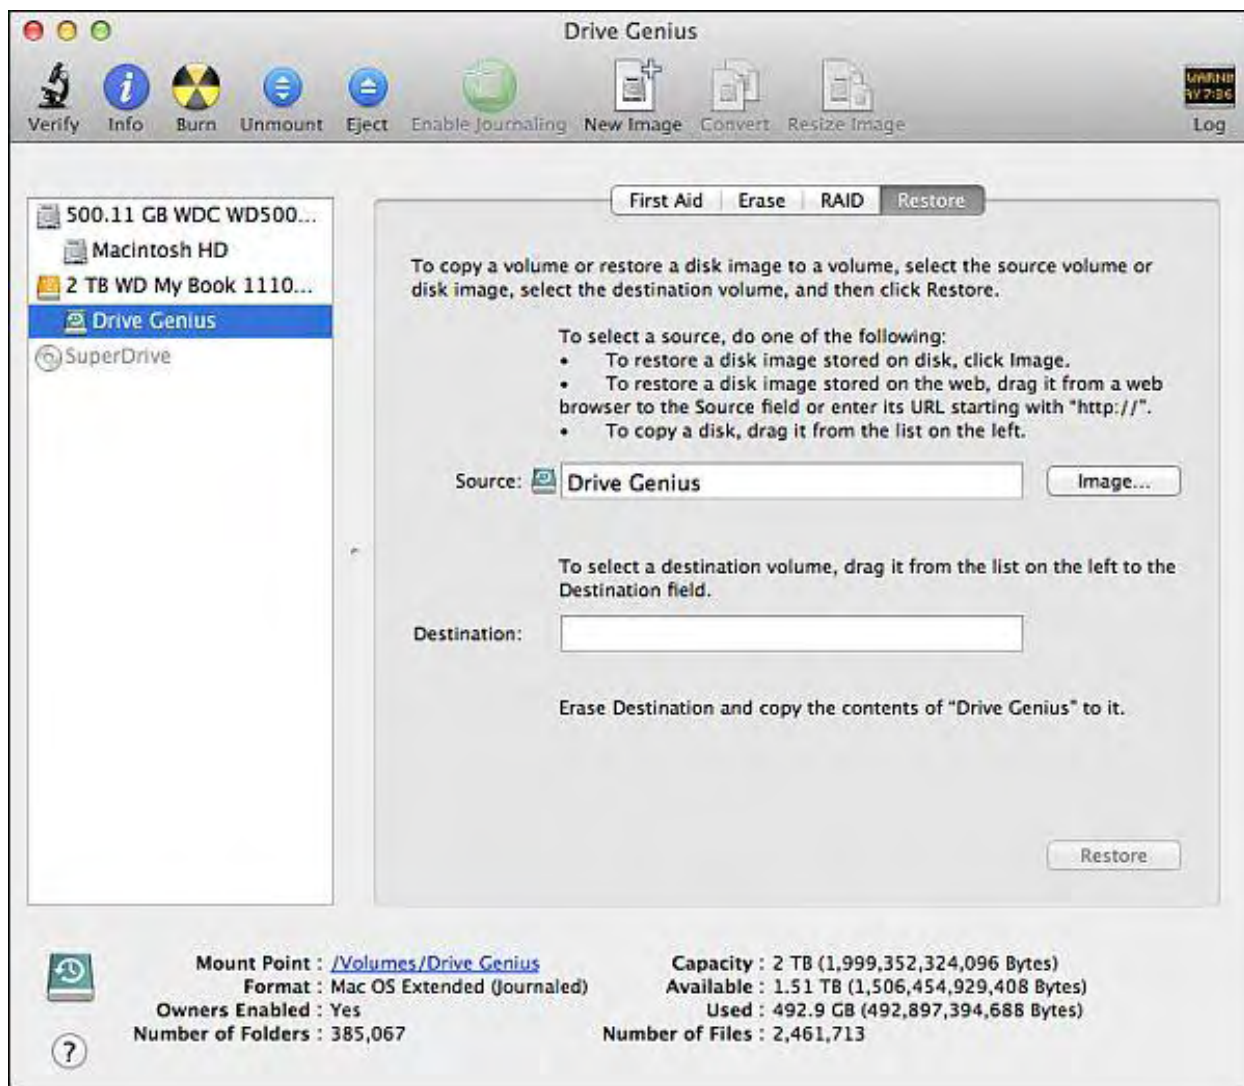 Drive Genius
Verify Info Burn Unmount Eject Enable Journaling New Image Convert Resize Image Log
WARNI
AY 7:36
500.11 GB WDC WD500...
Macintosh HD
2 TB WD My Book 1110...
Drive Genius
SuperDrive
First Aid Erase RAID Restore
To copy a volume or restore a disk image to a volume, select the source volume or
disk image, select the destination volume, and then click Restore.
To select a source, do one of the following:
• To restore a disk image stored on disk, click Image.
• To restore a disk image stored on the web, drag it from a web
browser to the Source field or enter its URL starting with "http://".
• To copy a disk, drag it from the list on the left.
Source: Drive Genius Image...
To select a destination volume, drag it from the list on the left to the
Destination field.
Destination:
Erase Destination and copy the contents of “Drive Genius” to it.
Restore
Mount Point : /Volumes/Drive Genius
Format : Mac OS Extended (Journaled)
Owners Enabled : Yes
Number of Folders : 385,067
Capacity : 2 TB (1,999,352,324,096 Bytes)
Available : 1.51 TB (1,506,454,929,408 Bytes)
Used : 492.9 GB (492,897,394,688 Bytes)
Number of Files : 2,461,713
?